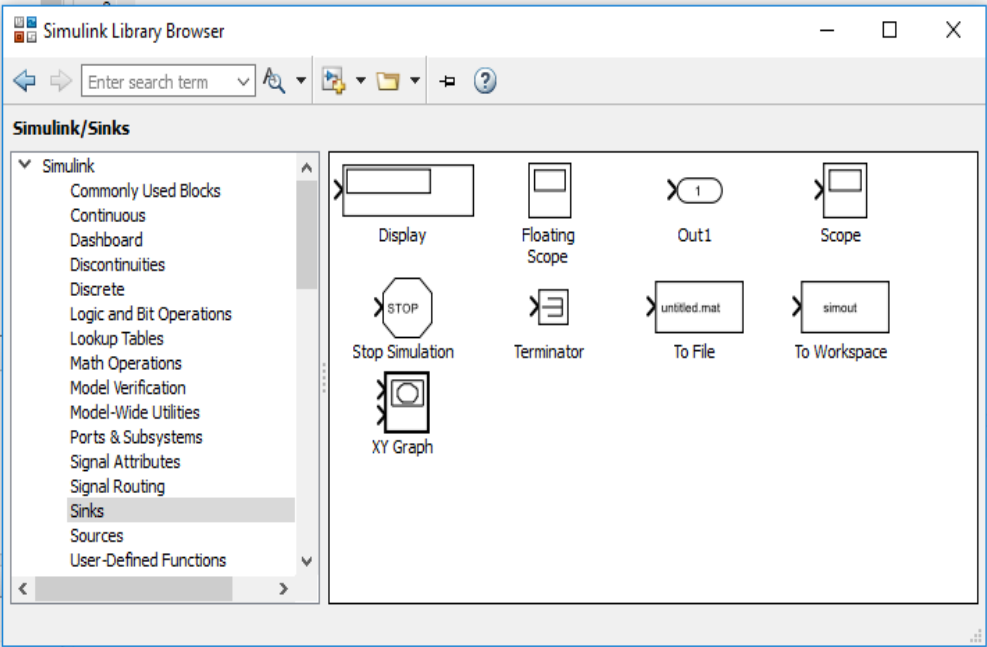 Simulink Library Browser
Enter search term
Simulink/Sinks
Simulink
Commonly Used Blocks
Continuous
Dashboard
Discontinuities
Discrete
Logic and Bit Operations
Lookup Tables
Math Operations
Model Verification
Model-Wide Utilities
Ports & Subsystems
Signal Attributes
Signal Routing
Sinks
Sources
User-Defined Functions
Display
Floating
Scope
1
Out1
Scope
STOP
Stop Simulation
Terminator
untitled.mat
To File
simout
To Workspace
XY Graph